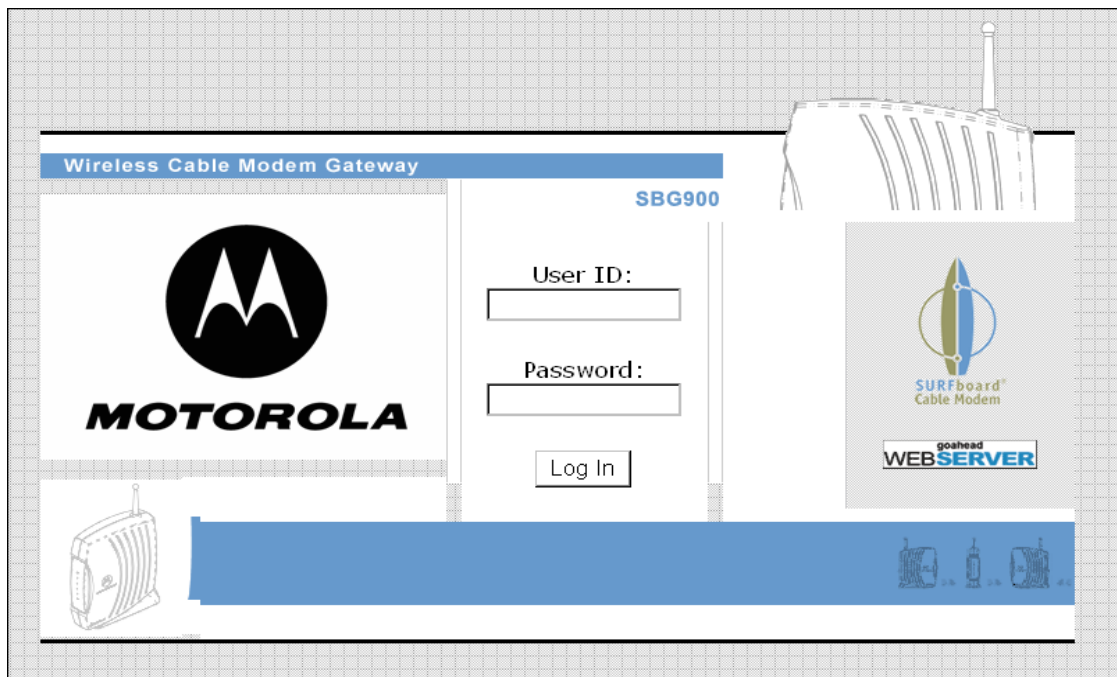 Wireless Cable Modem Gateway
SBG900
MOTOROLA
User ID:
Password:
Log In
SURFboard®
Cable Modem
goahead
WEBSERVER